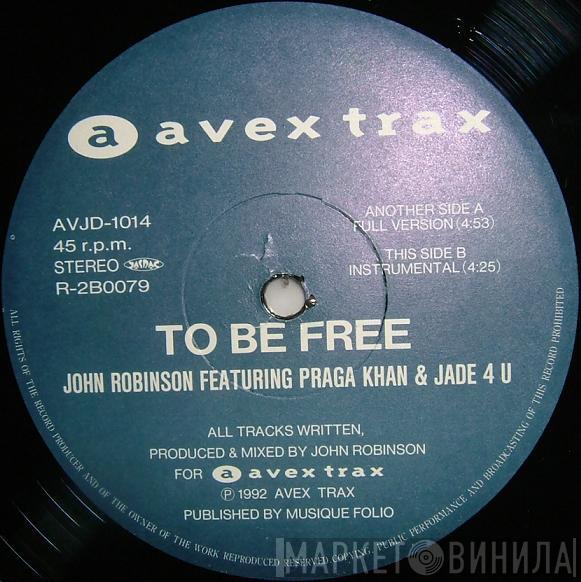 a avex trax
AVJD-1014
45 r.p.m.
STEREO JASRAC
R-2B0079
ANOTHER SIDE A
FULL VERSION (4:53)
THIS SIDE B
INSTRUMENTAL (4:25)
TO BE FREE
JOHN ROBINSON FEATURING PRAGA KHAN & JADE 4 U
ALL TRACKS WRITTEN,
PRODUCED & MIXED BY JOHN ROBINSON
FOR a avex trax
Ⓟ 1992 AVEX TRAX
PUBLISHED BY MUSIQUE FOLIO
ALL RIGHTS OF THE RECORD PRODUCER AND OF THE OWNER OF THE WORK REPRODUCED RESERVED. COPYING, PUBLIC PERFORMANCE AND BROADCASTING OF THIS RECORD PROHIBITED
МАРКЕТ ВИНИЛА